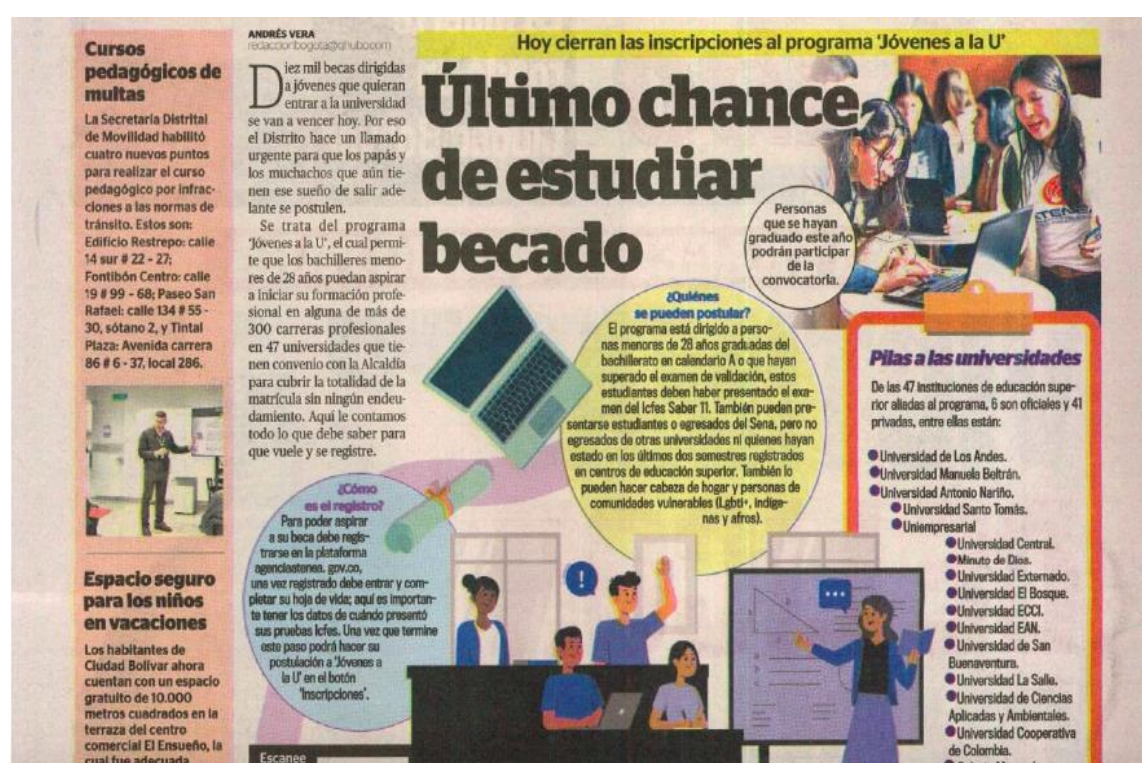 Cursos
pedagógicos de
multas
La Secretaría Distrital
de Movilidad habilitó
cuatro nuevos puntos
para realizar el curso
pedagógico por infrac-
ciones a las normas de
tránsito. Estos son:
Edificio Restrepo: calle
14 sur # 22 - 27;
Fontibón Centro: calle
19 # 99 - 68; Paseo San
Rafael: calle 134 # 55 -
30, sótano 2, y Tintal
Plaza: Avenida carrera
86 # 6 - 37, local 286.
Espacio seguro
para los niños
en vacaciones
Los habitantes de
Ciudad Bolívar ahora
cuentan con un espacio
gratuito de 10.000
metros cuadrados en la
terraza del centro
comercial El Ensueño, la
cual fue adecuada
ANDRÉS VERA
redaccionbogota@qhubo.com
Diez mil becas dirigidas
a jóvenes que quieran
entrar a la universidad
se van a vencer hoy. Por eso
el Distrito hace un llamado
urgente para que los papás y
los muchachos que aún tie-
nen ese sueño de salir ade-
lante se postulen.
Se trata del programa
'Jóvenes a la U', el cual permi-
te que los bachilleres meno-
res de 28 años puedan aspirar
a iniciar su formación profe-
sional en alguna de más de
300 carreras profesionales
en 47 universidades que tie-
nen convenio con la Alcaldía
para cubrir la totalidad de la
matrícula sin ningún endeu-
damiento. Aquí le contamos
todo lo que debe saber para
que vuele y se registre.
Hoy cierran las inscripciones al programa 'Jóvenes a la U'
Último chance
de estudiar
becado
Personas
que se hayan
graduado este año
podrán participar
de la
convocatoria.
¿Quiénes
se pueden postular?
El programa está dirigido a perso-
nas menores de 28 años graduadas del
bachillerato en calendario A o que hayan
superado el examen de validación, estos
estudiantes deben haber presentado el exa-
men del Icfes Saber 11. También pueden pre-
sentarse estudiantes o egresados del Sena, pero no
egresados de otras universidades ni quienes hayan
estado en los últimos dos semestres registrados
en centros de educación superior. También lo
pueden hacer cabeza de hogar y personas de
comunidades vulnerables (Lgbti+, indíge-
nas y afros).
¿Cómo
es el registro?
Para poder aspirar
a su beca debe regis-
trarse en la plataforma
agenciaatenea. gov.co,
una vez registrado debe entrar y com-
pletar su hoja de vida; aquí es importan-
te tener los datos de cuándo presentó
sus pruebas Icfes. Una vez que termine
este paso podrá hacer su
postulación a 'Jóvenes a
la U' en el botón
'Inscripciones'.
Escanee
Pilas a las universidades
De las 47 instituciones de educación supe-
rior aliadas al programa, 6 son oficiales y 41
privadas, entre ellas están:
Universidad de Los Andes.
Universidad Manuela Beltrán.
Universidad Antonio Nariño.
Universidad Santo Tomás.
Uniempresarial
Universidad Central.
Minuto de Dios.
Universidad Externado.
Universidad El Bosque.
Universidad ECCI.
Universidad EAN.
Universidad de San
Buenaventura.
Universidad La Salle.
Universidad de Ciencias
Aplicadas y Ambientales.
Universidad Cooperativa
de Colombia.